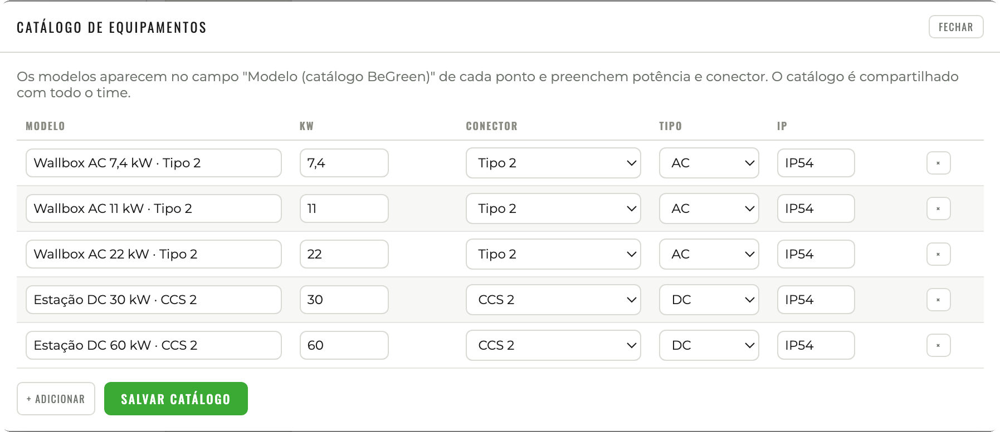 CATÁLOGO DE EQUIPAMENTOS
FECHAR
Os modelos aparecem no campo "Modelo (catálogo BeGreen)" de cada ponto e preenchem potência e conector. O catálogo é compartilhado
com todo o time.
MODELO KW CONECTOR TIPO IP
Wallbox AC 7,4 kW · Tipo 2 7,4 Tipo 2 AC IP54 ×
Wallbox AC 11 kW · Tipo 2 11 Tipo 2 AC IP54 ×
Wallbox AC 22 kW · Tipo 2 22 Tipo 2 AC IP54 ×
Estação DC 30 kW · CCS 2 30 CCS 2 DC IP54 ×
Estação DC 60 kW · CCS 2 60 CCS 2 DC IP54 ×
+ ADICIONAR SALVAR CATÁLOGO